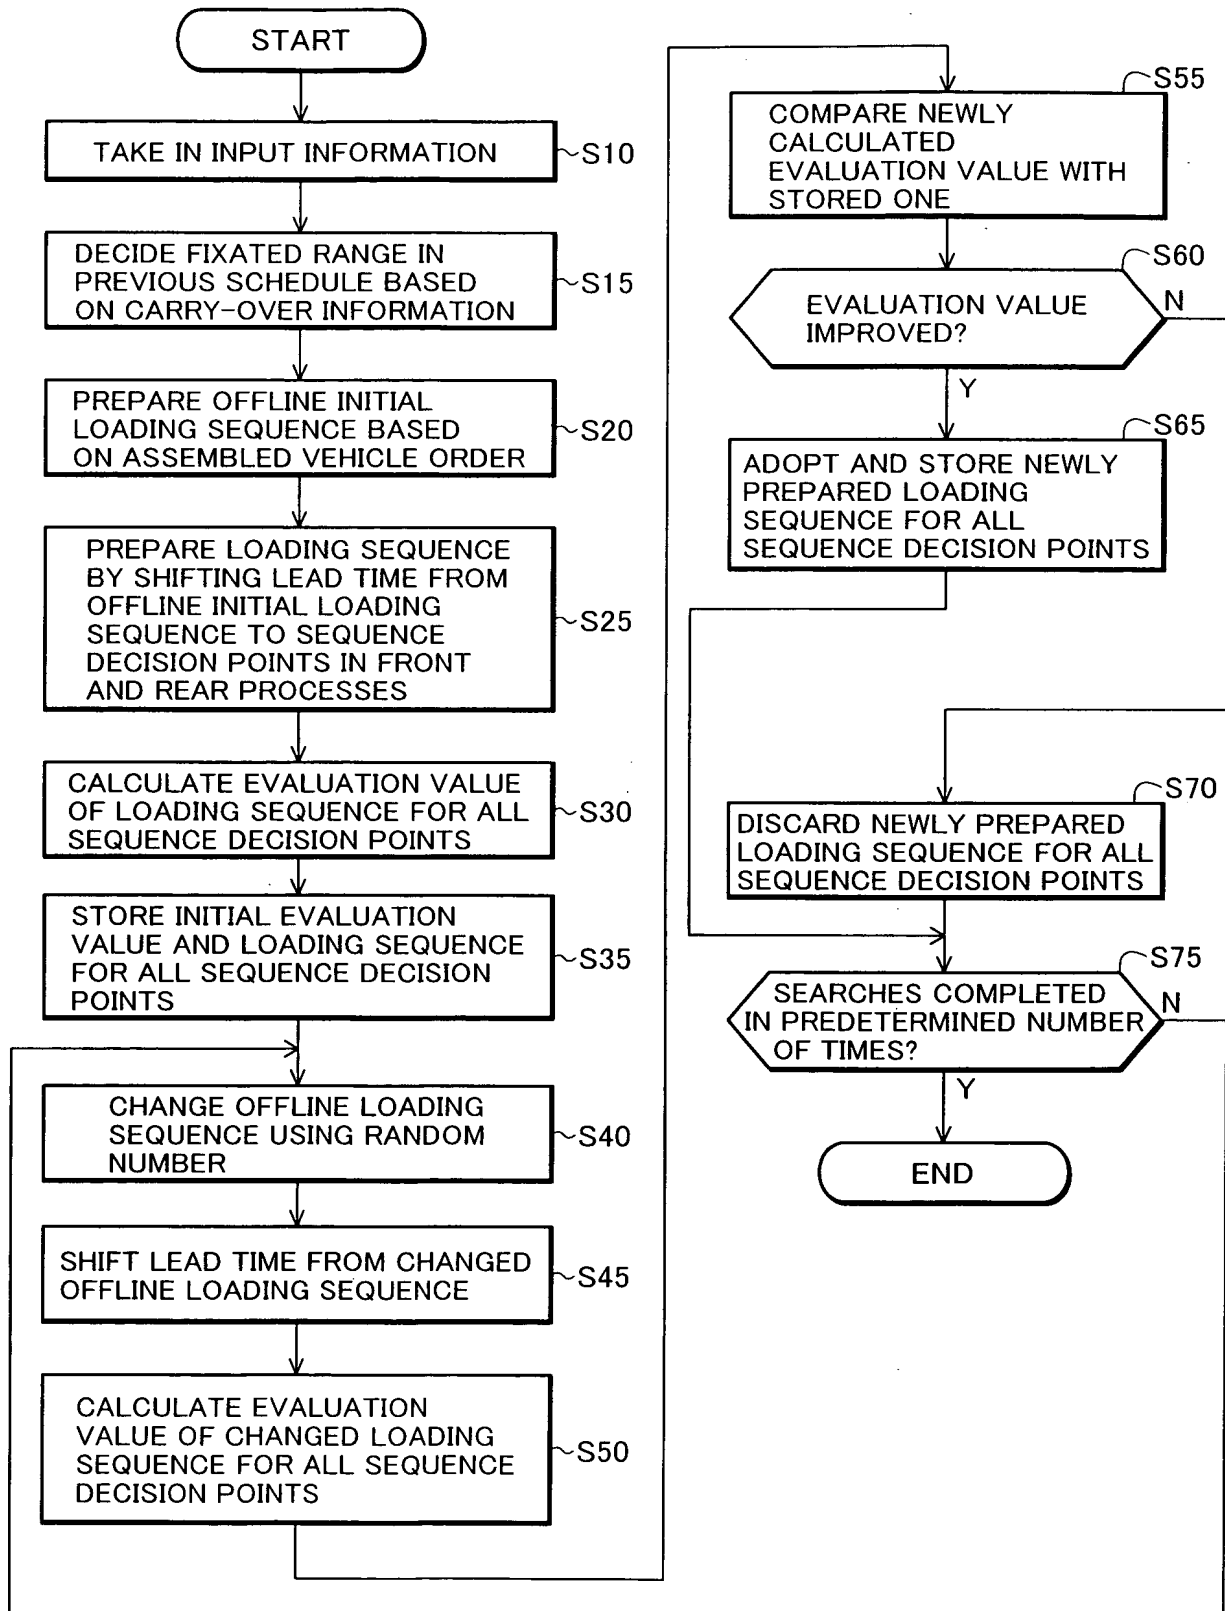 START
TAKE IN INPUT INFORMATION
S10
DECIDE FIXATED RANGE IN
PREVIOUS SCHEDULE BASED
ON CARRY-OVER INFORMATION
S15
PREPARE OFFLINE INITIAL
LOADING SEQUENCE BASED
ON ASSEMBLED VEHICLE ORDER
S20
PREPARE LOADING SEQUENCE
BY SHIFTING LEAD TIME FROM
OFFLINE INITIAL LOADING
SEQUENCE TO SEQUENCE
DECISION POINTS IN FRONT
AND REAR PROCESSES
S25
CALCULATE EVALUATION VALUE
OF LOADING SEQUENCE FOR ALL
SEQUENCE DECISION POINTS
S30
STORE INITIAL EVALUATION
VALUE AND LOADING SEQUENCE
FOR ALL SEQUENCE DECISION
POINTS
S35
CHANGE OFFLINE LOADING
SEQUENCE USING RANDOM
NUMBER
S40
SHIFT LEAD TIME FROM CHANGED
OFFLINE LOADING SEQUENCE
S45
CALCULATE EVALUATION
VALUE OF CHANGED LOADING
SEQUENCE FOR ALL SEQUENCE
DECISION POINTS
S50
S55
COMPARE NEWLY
CALCULATED
EVALUATION VALUE WITH
STORED ONE
S60
EVALUATION VALUE
IMPROVED?
N
Y
S65
ADOPT AND STORE NEWLY
PREPARED LOADING
SEQUENCE FOR ALL
SEQUENCE DECISION POINTS
S70
DISCARD NEWLY PREPARED
LOADING SEQUENCE FOR ALL
SEQUENCE DECISION POINTS
S75
SEARCHES COMPLETED
IN PREDETERMINED NUMBER
OF TIMES?
N
Y
END